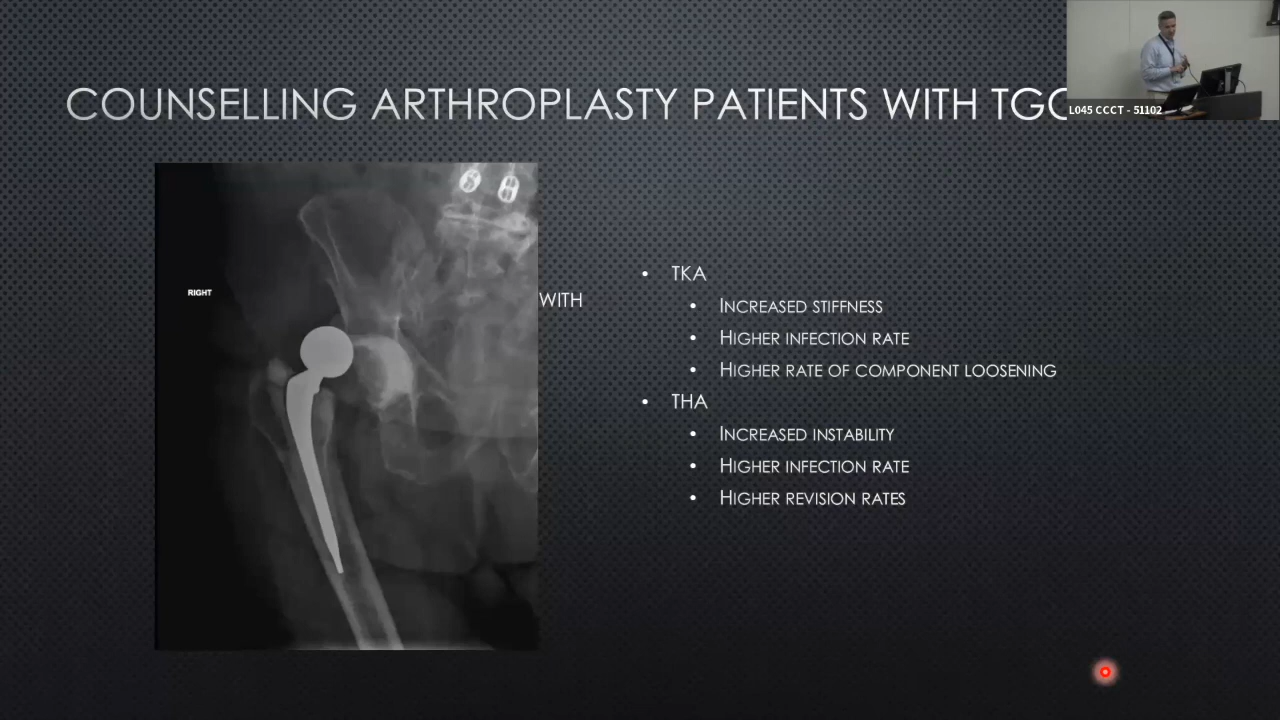 COUNSELLING ARTHROPLASTY PATIENTS WITH
L045 CCCT - 51102
RIGHT
WITH
• TKA
• INCREASED STIFFNESS
• HIGHER INFECTION RATE
• HIGHER RATE OF COMPONENT LOOSENING
• THA
• INCREASED INSTABILITY
• HIGHER INFECTION RATE
• HIGHER REVISION RATES